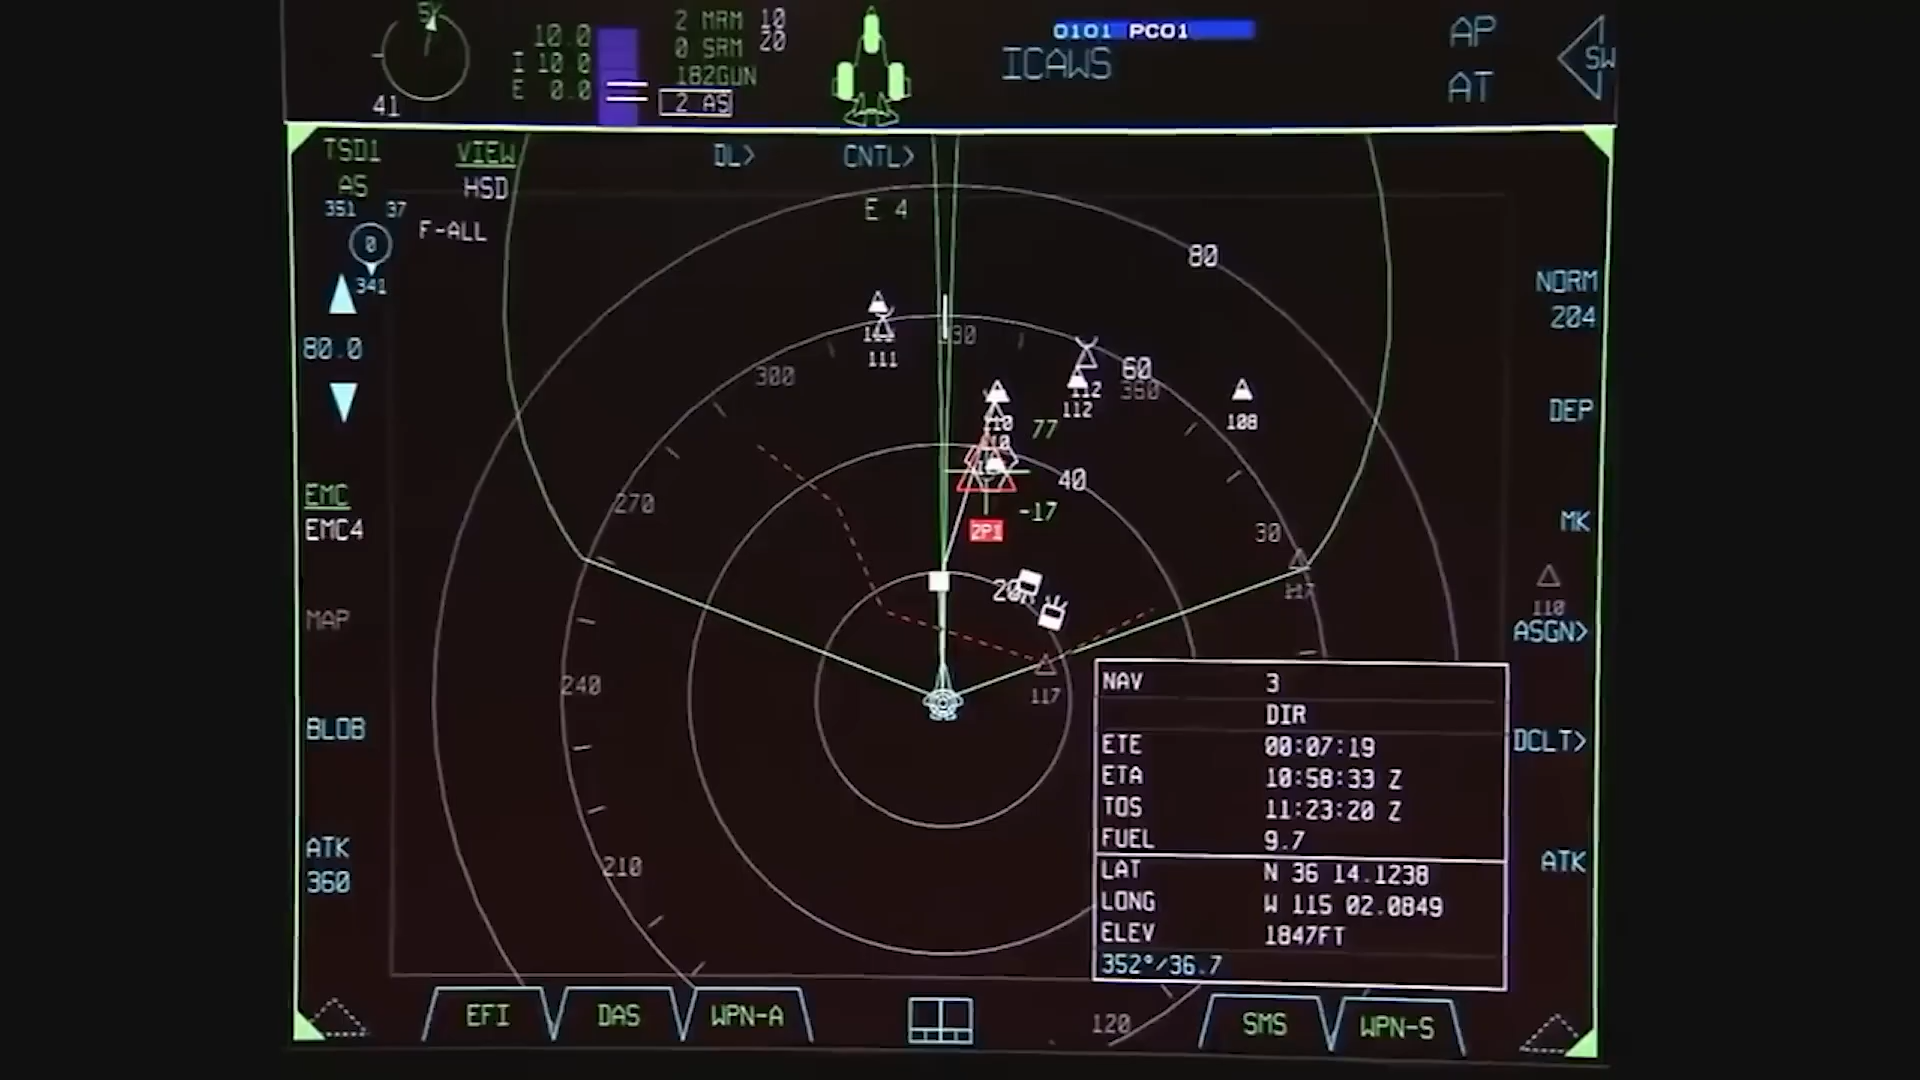 SY
41
10.0
I 10.0
E 0.0
2 MRM 10
0 SRM 20
182GUN
2 AS
0101 PC01
ICAWS
AP
AT
SW
TSD1
AS
351 37
0
341
VIEW
HSD
F-ALL
DL>
CNTL>
E 4
80
NORM
204
80.0
330
111
300
60
360
112
112
108
110
77
DEP
40
EMC
EMC4
270
-17
MK
2P1
30
20
117
110
ASGN>
MAP
240
117
BLOB
DCLT>
NAV 3
DIR
ETE 00:07:19
ETA 10:58:33 Z
TOS 11:23:20 Z
FUEL 9.7
LAT N 36 14.1238
LONG W 115 02.0849
ELEV 1847FT
352°/36.7
ATK
360
210
ATK
EFI
DAS
WPN-A
120
SMS
WPN-S